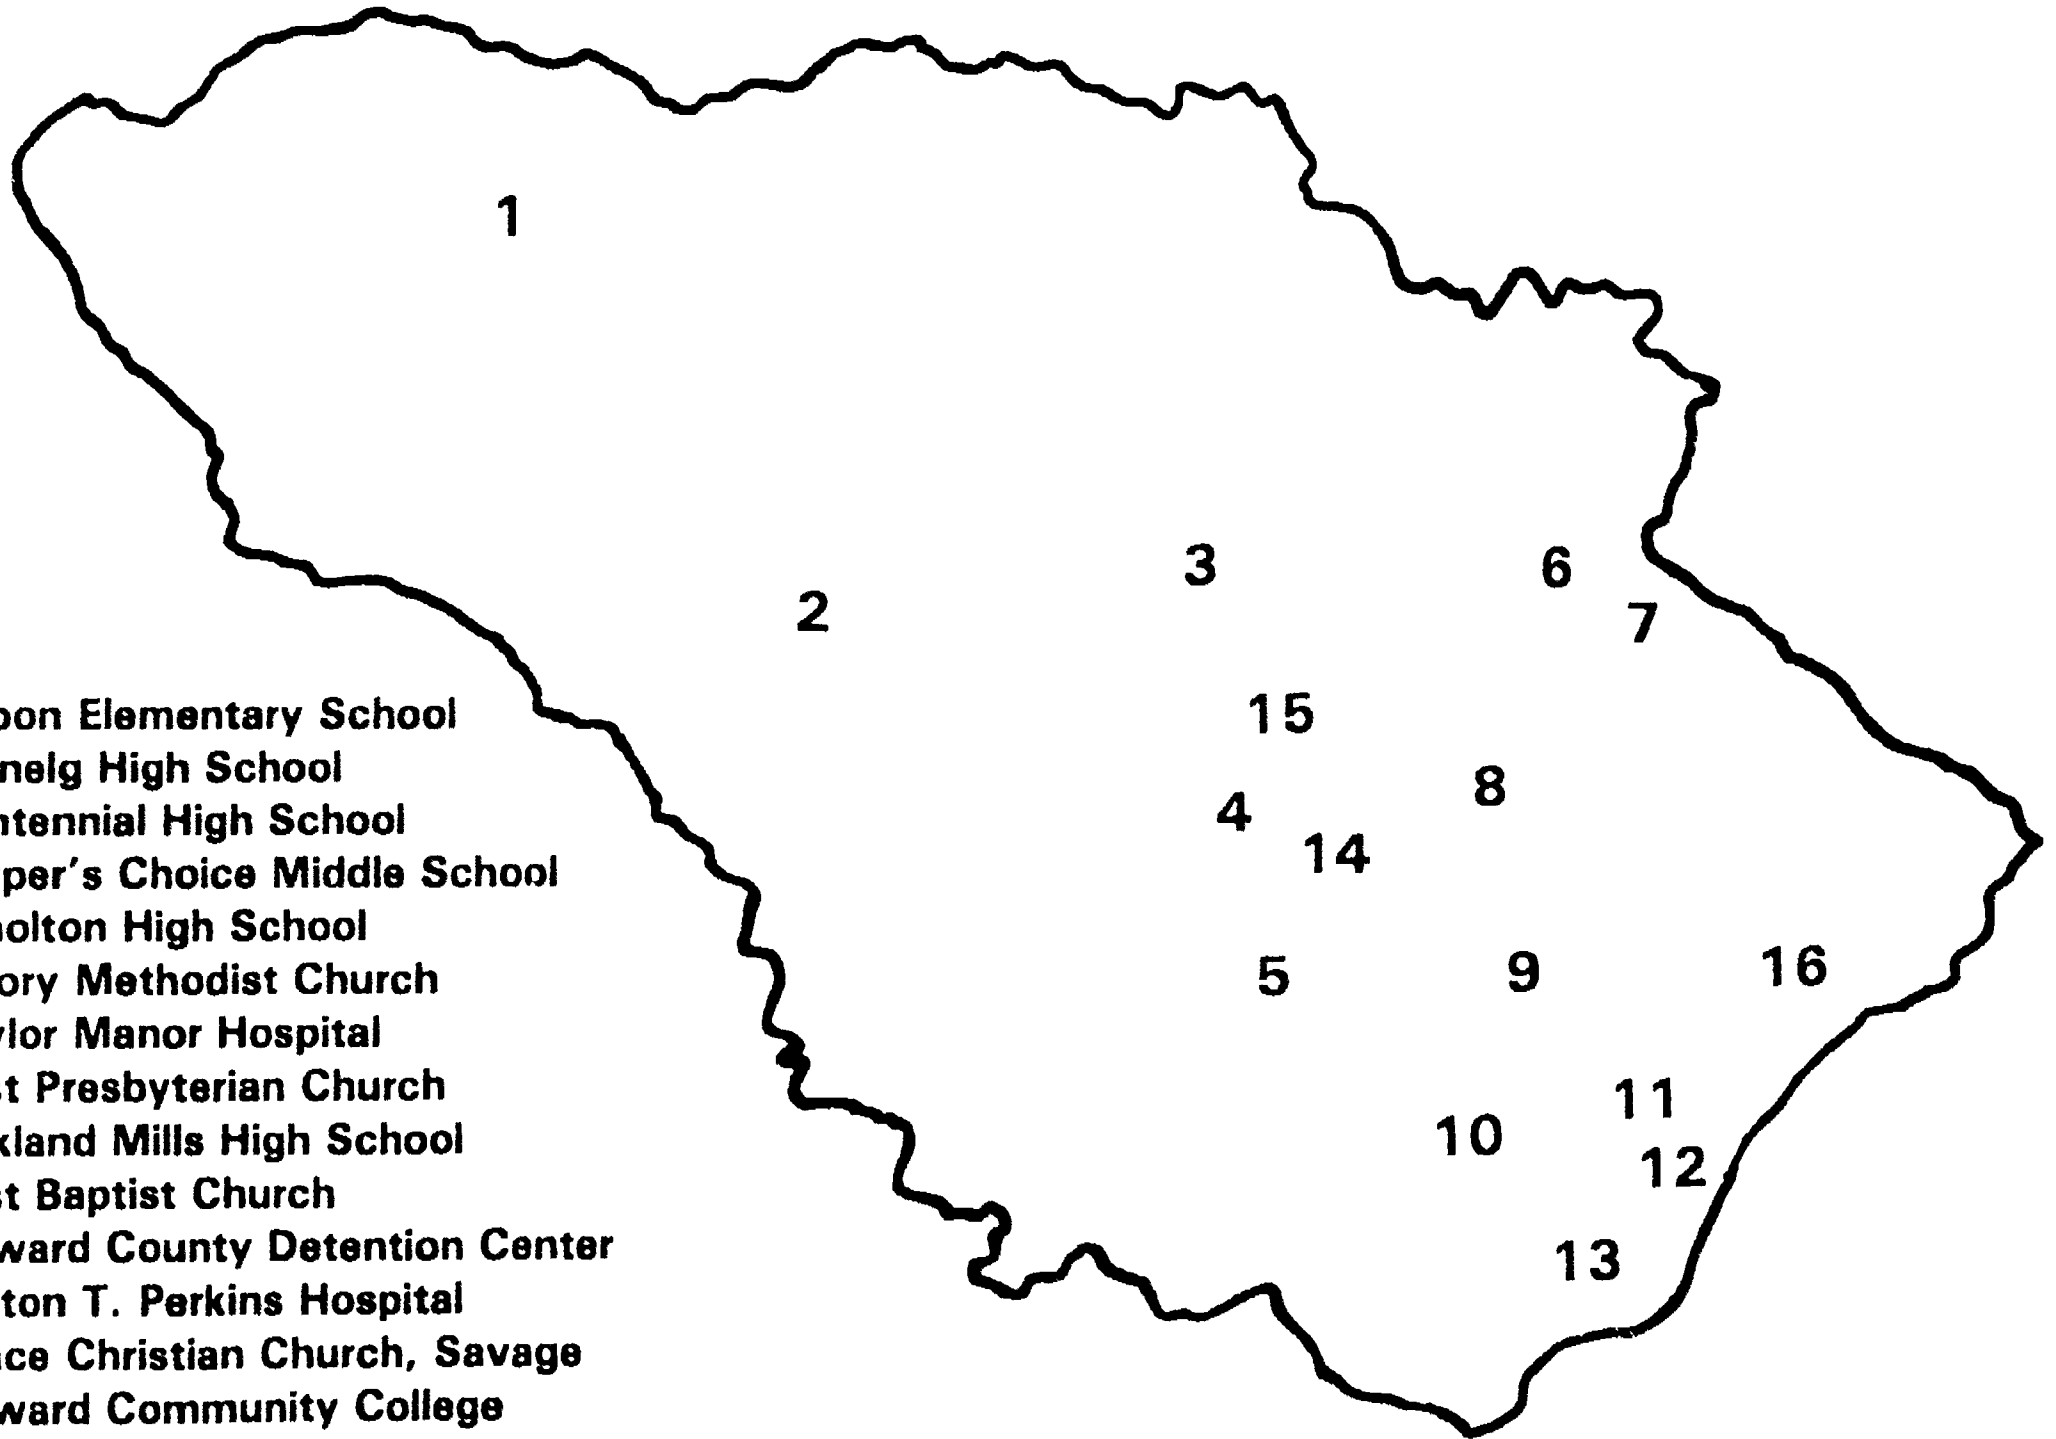 1
3
6
2
7
15
oon Elementary School
nelg High School
8
ntennial High School
4
14
per's Choice Middle School
olton High School
5
9
16
ory Methodist Church
ylor Manor Hospital
st Presbyterian Church
11
10
kland Mills High School
12
st Baptist Church
ward County Detention Center
13
ton T. Perkins Hospital
ace Christian Church, Savage
ward Community College